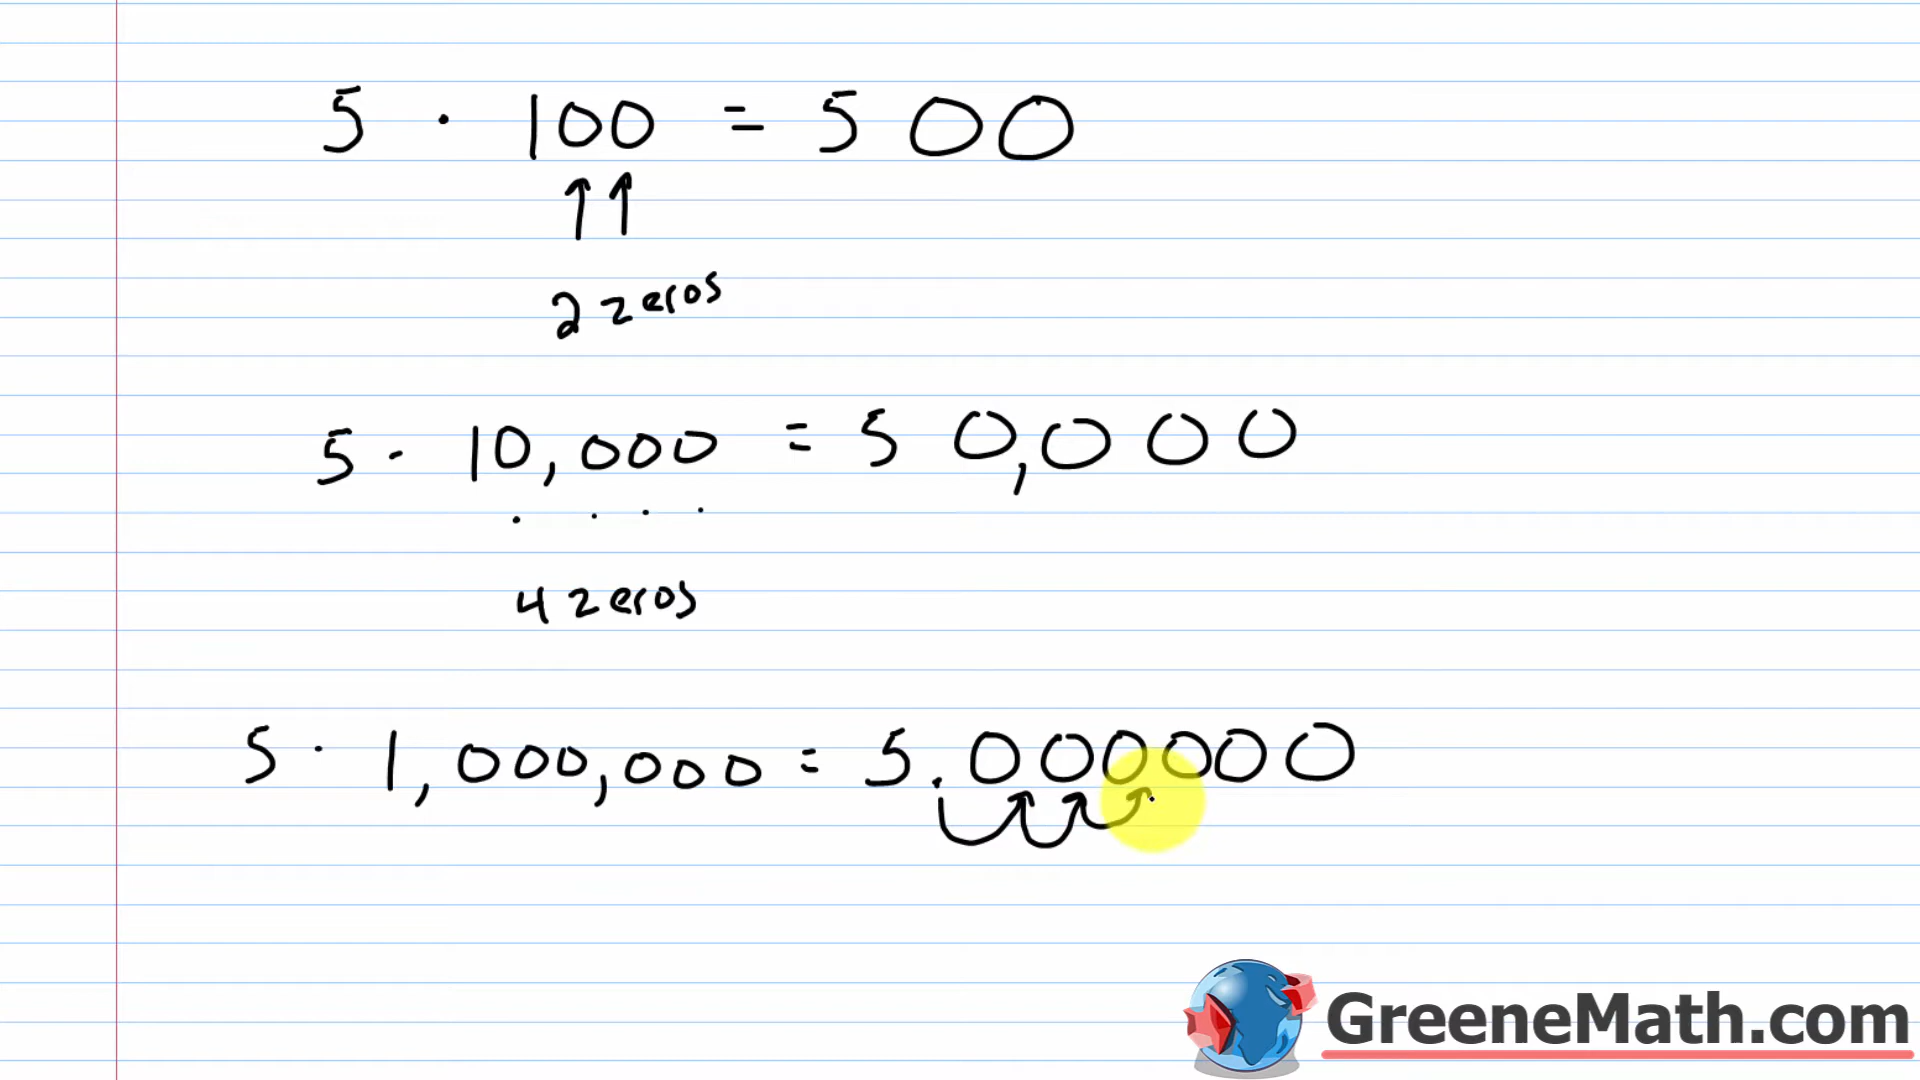 5 · 100 = 500
2 zeros
5 · 10,000 = 50,000
4 zeros
5 · 1,000,000 = 5.000000
GreeneMath.com